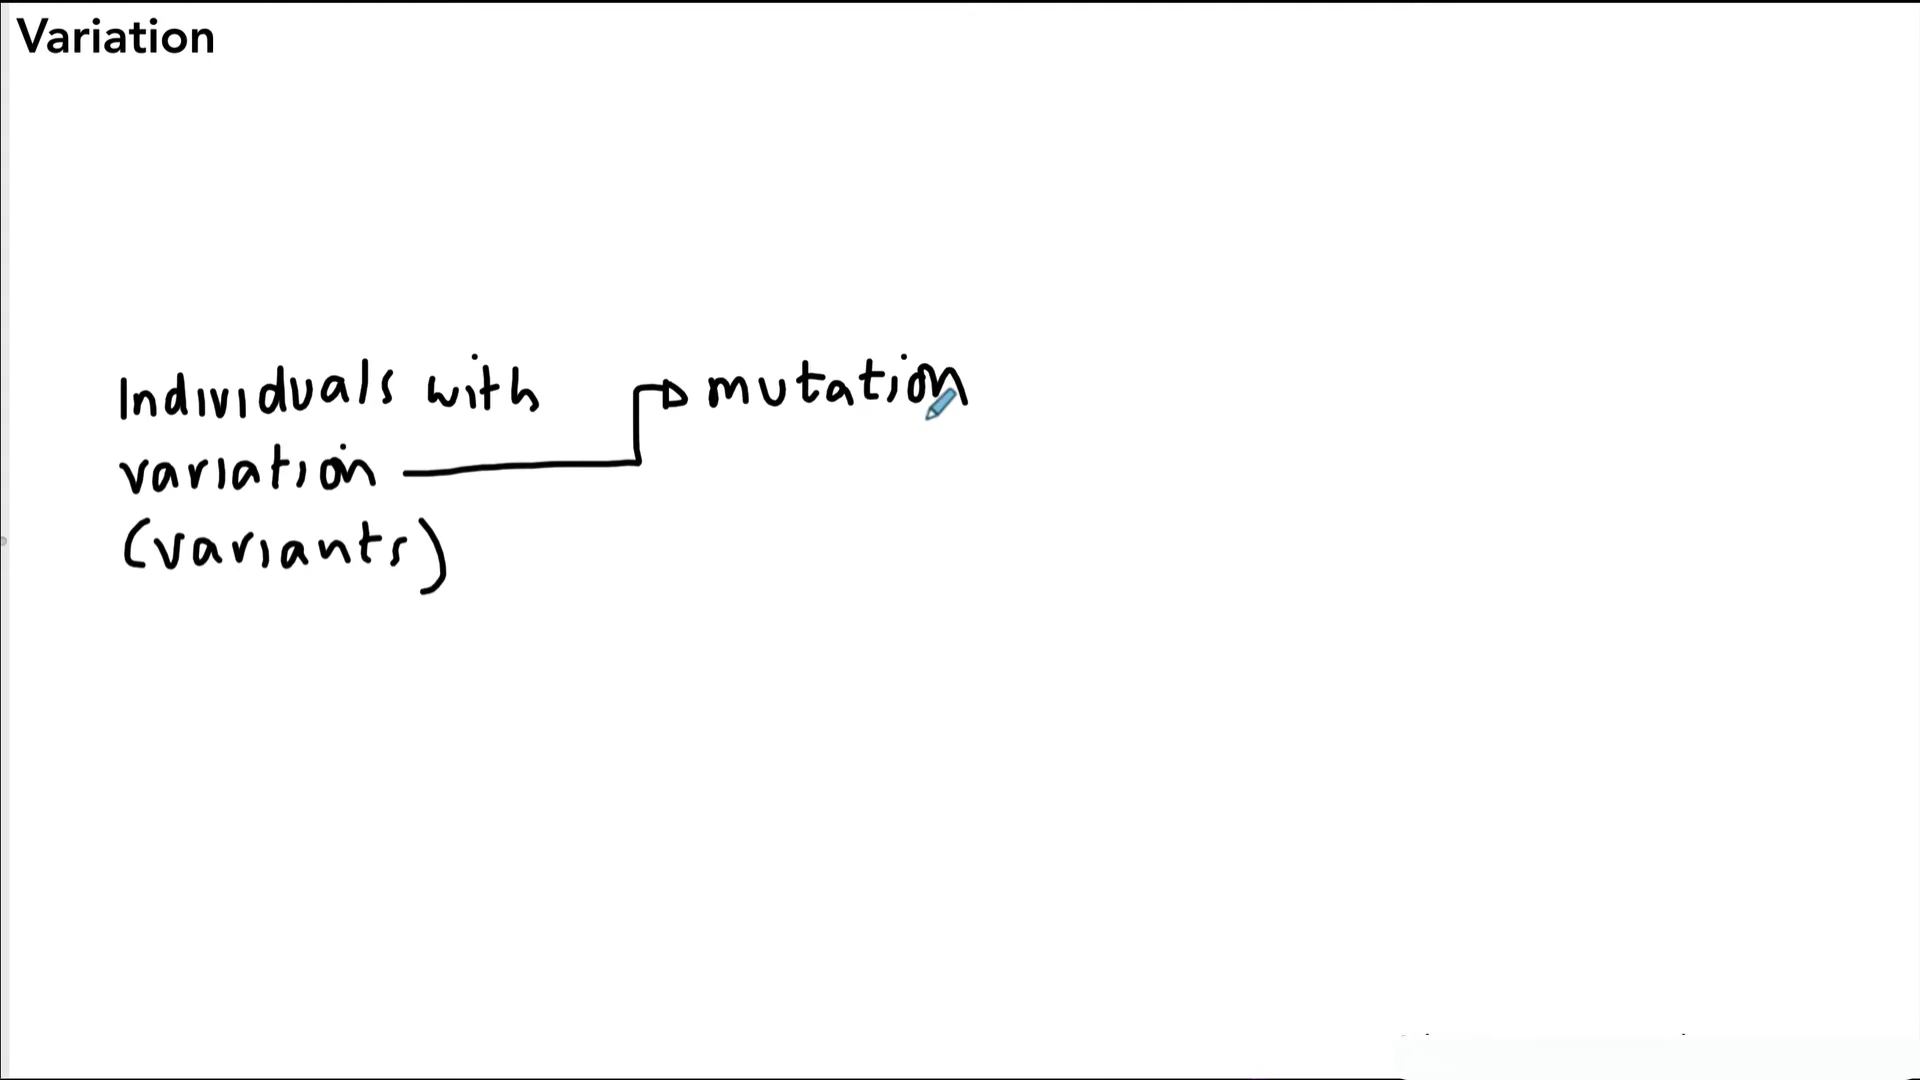 Variation
Individuals with
variation
(variants)
mutation